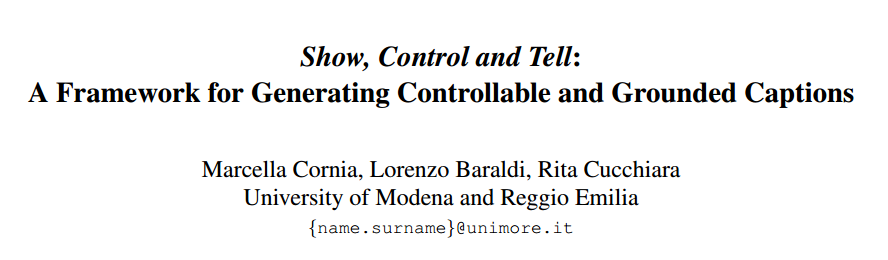 Show, Control and Tell:
A Framework for Generating Controllable and Grounded Captions
Marcella Cornia, Lorenzo Baraldi, Rita Cucchiara
University of Modena and Reggio Emilia
{name.surname}@unimore.it